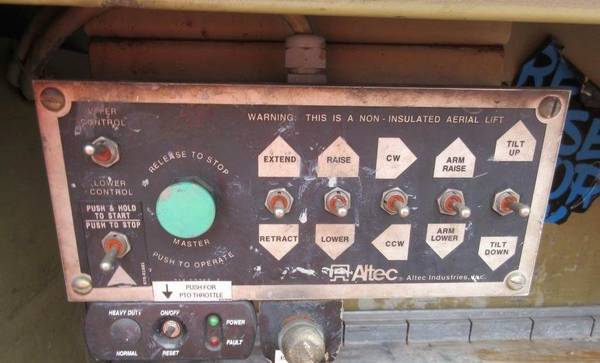 UPPER
CONTROL
WARNING: THIS IS A NON - INSULATED AERIAL LIFT
RELEASE TO STOP
EXTEND
RAISE
CW
ARM
RAISE
TILT
UP
LOWER
CONTROL
PUSH & HOLD
TO START
PUSH TO STOP
MASTER
PUSH TO OPERATE
RETRACT
LOWER
CCW
ARM
LOWER
TILT
DOWN
Altec
Altec Industries, Inc.
PUSH FOR
PTO THROTTLE
HEAVY DUTY
NORMAL
ON/OFF
RESET
POWER
FAULT